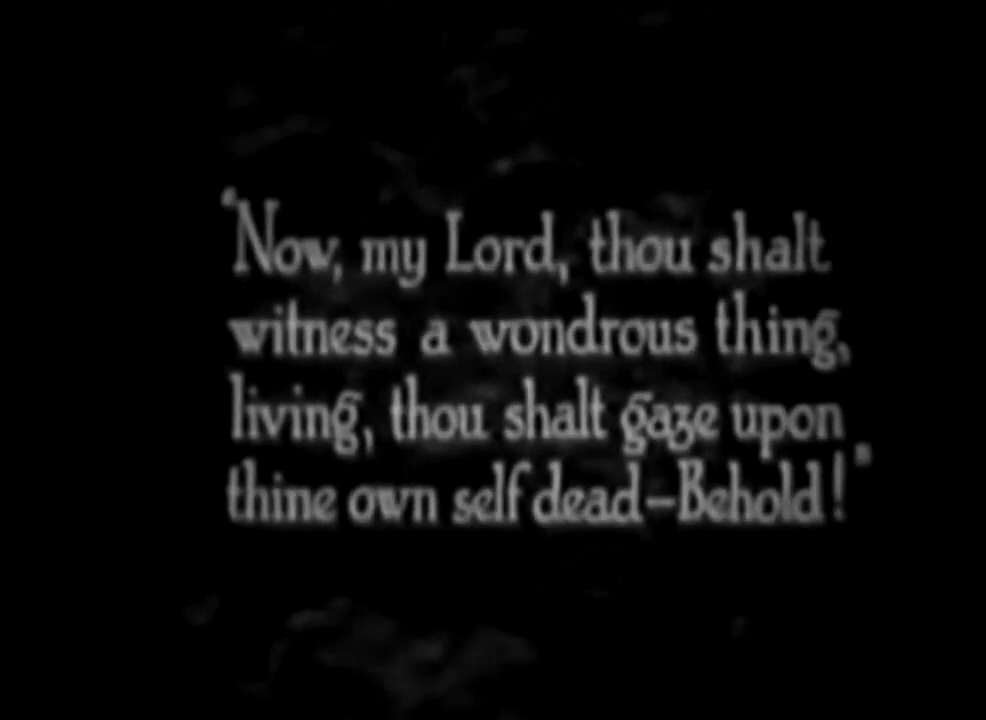 "Now, my Lord, thou shalt
witness a wondrous thing,
living, thou shalt gaze upon
thine own self dead—Behold!"